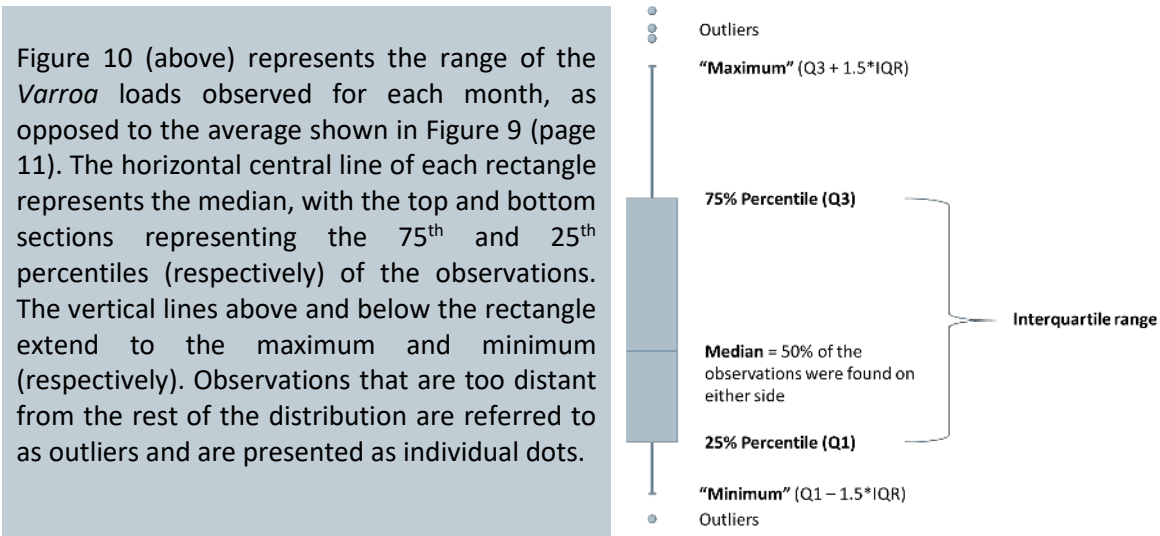 Figure 10 (above) represents the range of the
Varroa loads observed for each month, as
opposed to the average shown in Figure 9 (page
11). The horizontal central line of each rectangle
represents the median, with the top and bottom
sections representing the 75th and 25th
percentiles (respectively) of the observations.
The vertical lines above and below the rectangle
extend to the maximum and minimum
(respectively). Observations that are too distant
from the rest of the distribution are referred to
as outliers and are presented as individual dots.
Outliers
“Maximum” (Q3 + 1.5*IQR)
75% Percentile (Q3)
Interquartile range
Median = 50% of the
observations were found on
either side
25% Percentile (Q1)
“Minimum” (Q1 – 1.5*IQR)
Outliers